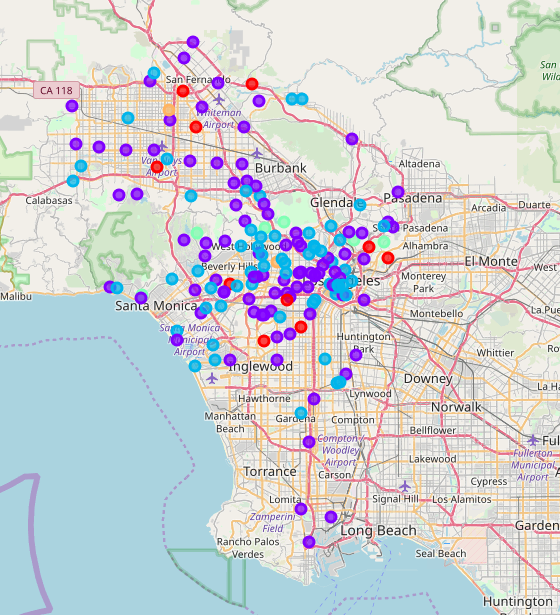 San Fernando
CA 118
San
Wild
Whiteman
Airport
Altadena
Van Nuys
Airport
Burbank
Calabasas
Glendale
Pasadena
Arcadia
Duarte
South Pasadena
Alhambra
West Hollywood
El Monte
West
Beverly Hills
Monterey
Park
Los Angeles
Malibu
Santa Monica
Montebello
Santa Monica
Municipal
Airport
Huntington
Park
Whittier
Inglewood
Downey
La Ha
Hawthorne
Lynwood
Norwalk
Manhattan
Beach
Gardena
Compton
Bellflower
Compton/
Woodley
Airport
Fullerton
Municipal
Airport
Lakewood
Torrance
Carson
Cypress
Lomita
Signal Hill
Los Alamitos
Zamperini
Field
Garden
Long Beach
Rancho Palos
Verdes
Seal Beach
Huntington